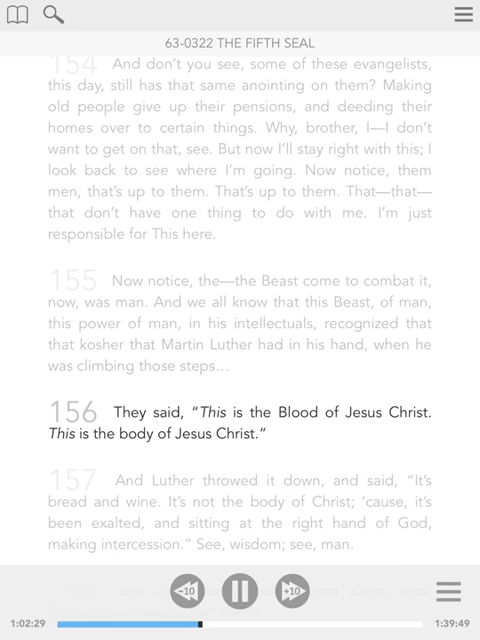 63-0322 THE FIFTH SEAL
154 And don't you see, some of these evangelists,
this day, still has that same anointing on them? Making
old people give up their pensions, and deeding their
homes over to certain things. Why, brother, I—I don't
want to get on that, see. But now I'll stay right with this; I
look back to see where I'm going. Now notice, them
men, that's up to them. That's up to them. That—that—
that don't have one thing to do with me. I'm just
responsible for This here.
155 Now notice, the—the Beast come to combat it,
now, was man. And we all know that this Beast, of man,
this power of man, in his intellectuals, recognized that
that kosher that Martin Luther had in his hand, when he
was climbing those steps…
156 They said, “This is the Blood of Jesus Christ.
This is the body of Jesus Christ.”
157 And Luther throwed it down, and said, “It's
bread and wine. It's not the body of Christ; 'cause, it's
been exalted, and sitting at the right hand of God,
making intercession.” See, wisdom; see, man.
-10 +10
1:02:29 1:39:49